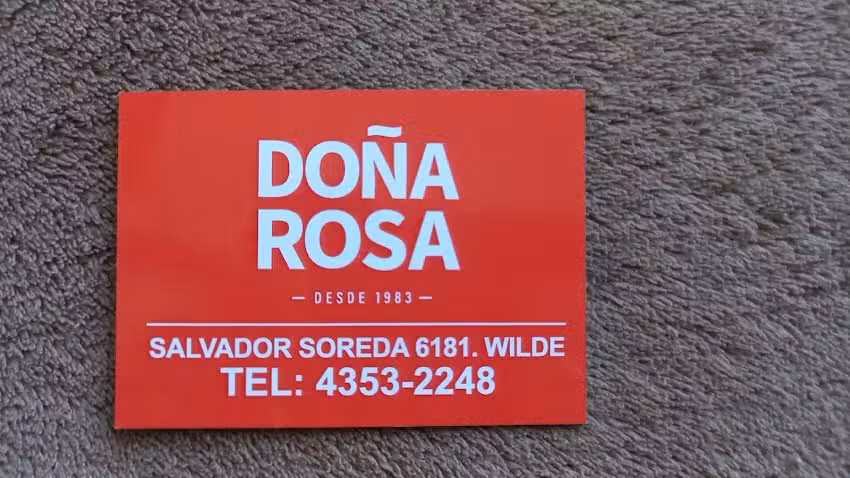 DOÑA
ROSA
— DESDE 1983 —
SALVADOR SOREDA 6181. WILDE
TEL: 4353-2248